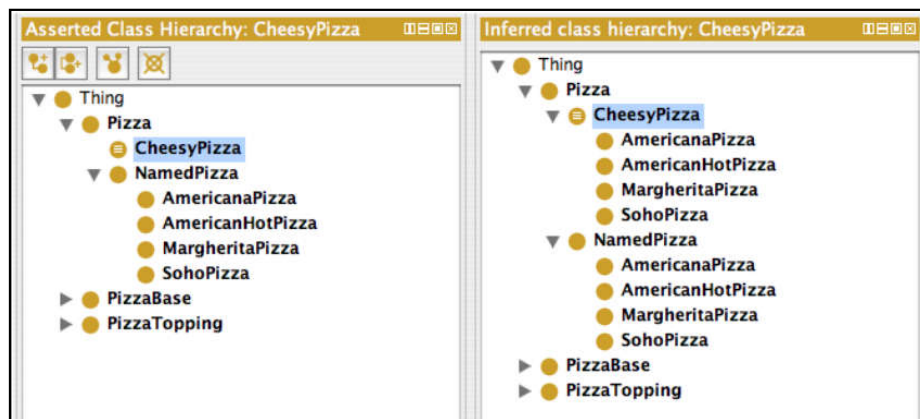 Asserted Class Hierarchy: CheesyPizza
Thing
Pizza
CheesyPizza
NamedPizza
AmericanaPizza
AmericanHotPizza
MargheritaPizza
SohoPizza
PizzaBase
PizzaTopping
Inferred class hierarchy: CheesyPizza
Thing
Pizza
CheesyPizza
AmericanaPizza
AmericanHotPizza
MargheritaPizza
SohoPizza
NamedPizza
AmericanaPizza
AmericanHotPizza
MargheritaPizza
SohoPizza
PizzaBase
PizzaTopping